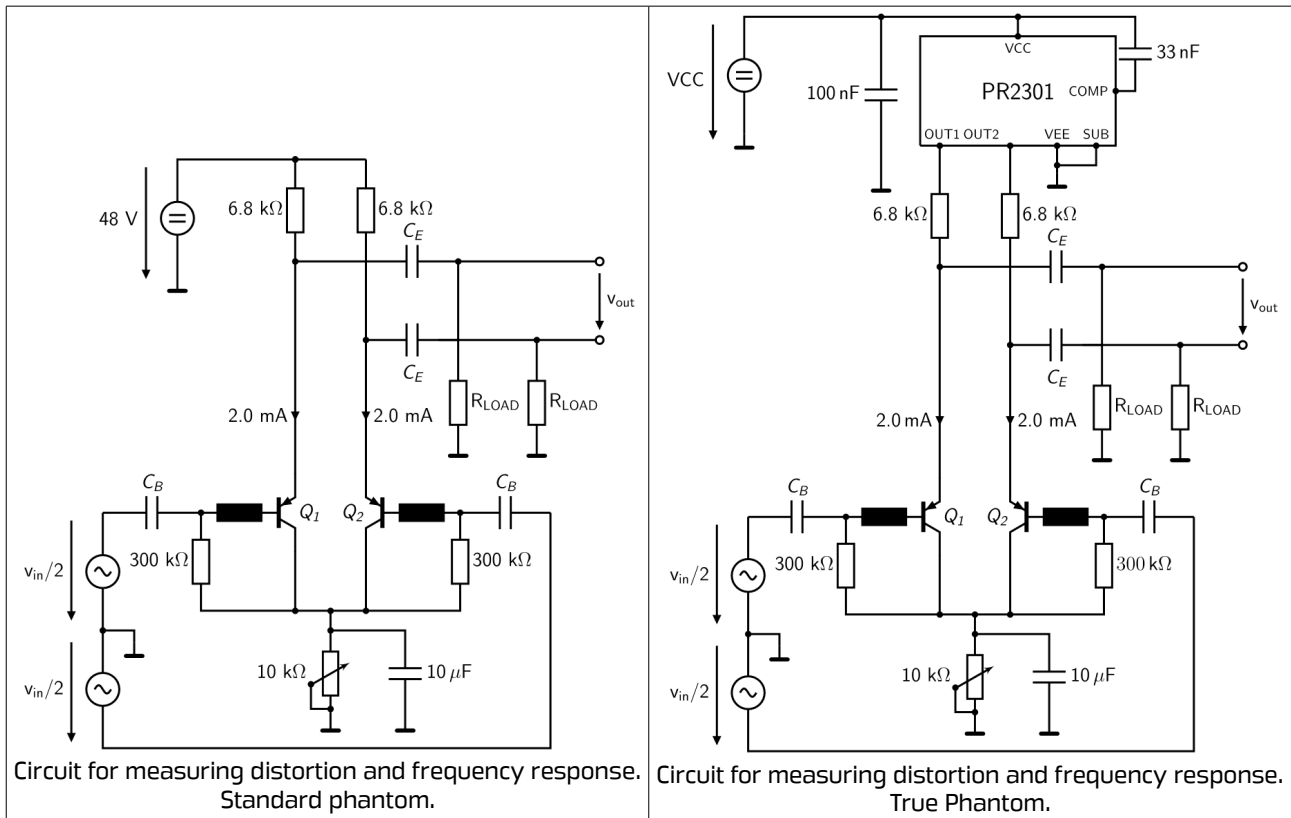 48 V
6.8 kΩ
6.8 kΩ
C_E
C_E
v_out
R_LOAD
R_LOAD
2.0 mA
2.0 mA
C_B
C_B
Q_1
Q_2
300 kΩ
300 kΩ
v_in/2
v_in/2
10 kΩ
10 μF
Circuit for measuring distortion and frequency response.
Standard phantom.
VCC
100 nF
VCC
33 nF
PR2301
COMP
OUT1 OUT2 VEE SUB
6.8 kΩ
6.8 kΩ
C_E
C_E
v_out
R_LOAD
R_LOAD
2.0 mA
2.0 mA
C_B
C_B
Q_1
Q_2
300 kΩ
300 kΩ
v_in/2
v_in/2
10 kΩ
10 μF
Circuit for measuring distortion and frequency response.
True Phantom.